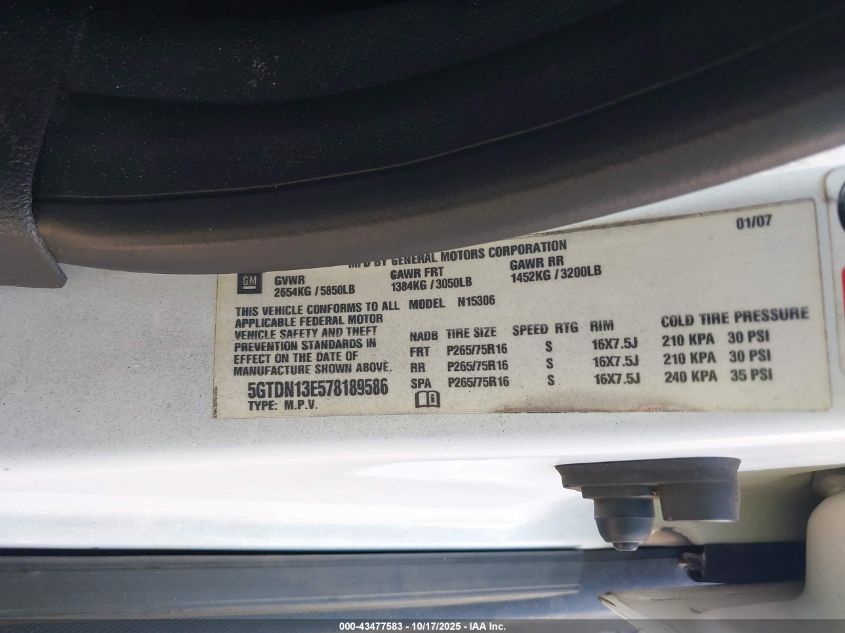 01/07
MFD BY GENERAL MOTORS CORPORATION
GM
GVWR GAWR FRT GAWR RR
2654KG / 5850LB 1384KG / 3050LB 1452KG / 3200LB
THIS VEHICLE CONFORMS TO ALL MODEL N15306
APPLICABLE FEDERAL MOTOR
VEHICLE SAFETY AND THEFT
PREVENTION STANDARDS IN
EFFECT ON THE DATE OF
MANUFACTURE SHOWN ABOVE.
5GTDN13E578189586
TYPE: M.P.V.
NADB TIRE SIZE SPEED RTG RIM COLD TIRE PRESSURE
FRT P265/75R16 S 16X7.5J 210 KPA 30 PSI
RR P265/75R16 S 16X7.5J 210 KPA 30 PSI
SPA P265/75R16 S 16X7.5J 240 KPA 35 PSI
000-43477583 - 10/17/2025 - IAA Inc.